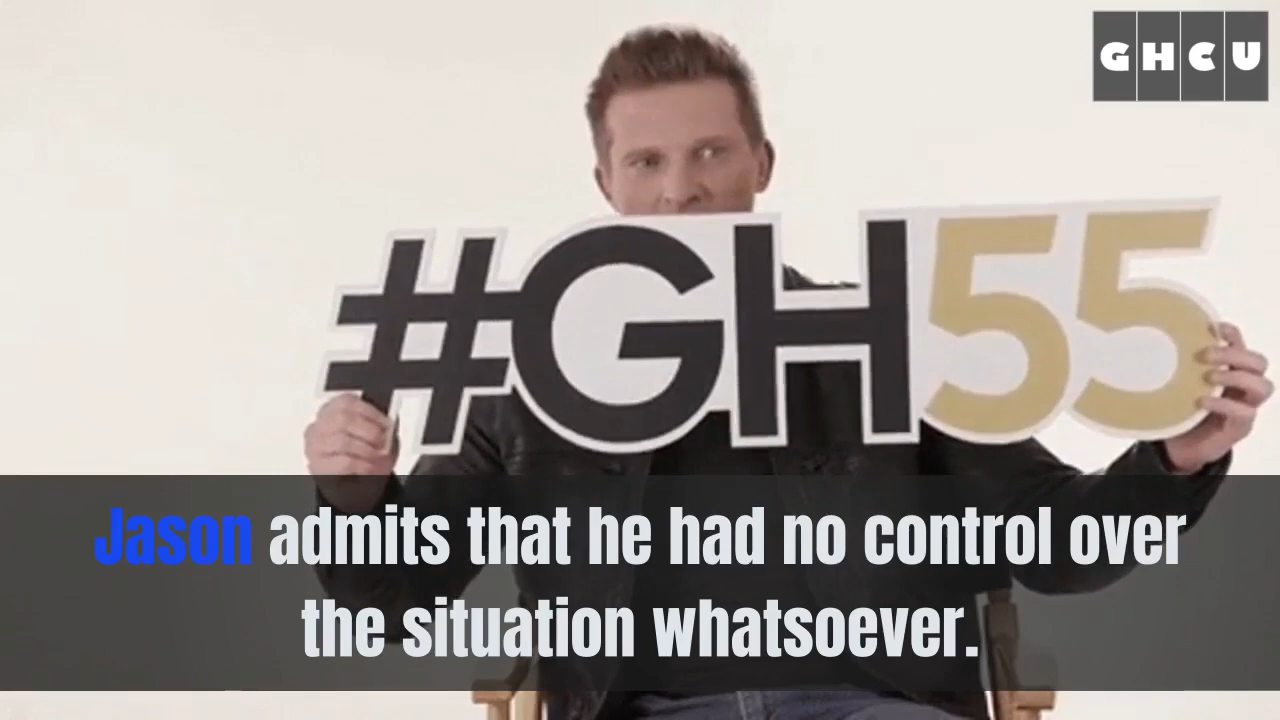 GHCU
#GH55
Jason admits that he had no control over
the situation whatsoever.